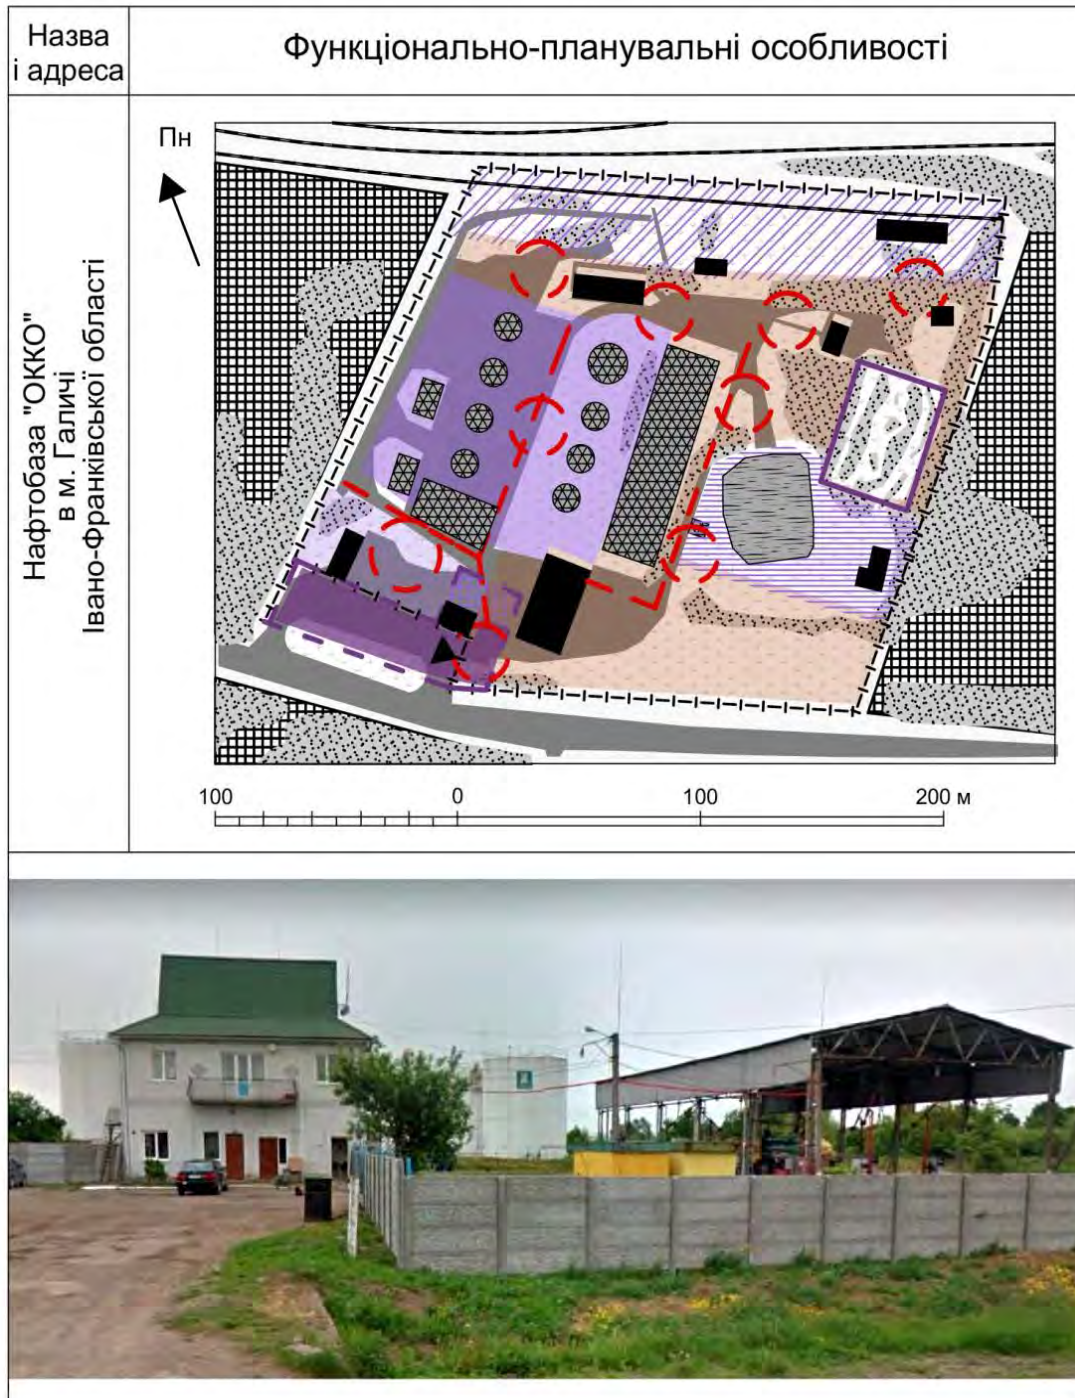 Назва
і адреса
Функціонально-планувальні особливості
Нафтобаза "ОККО"
в м. Галичі
Івано-Франківської області
Пн
100 0 100 200 м